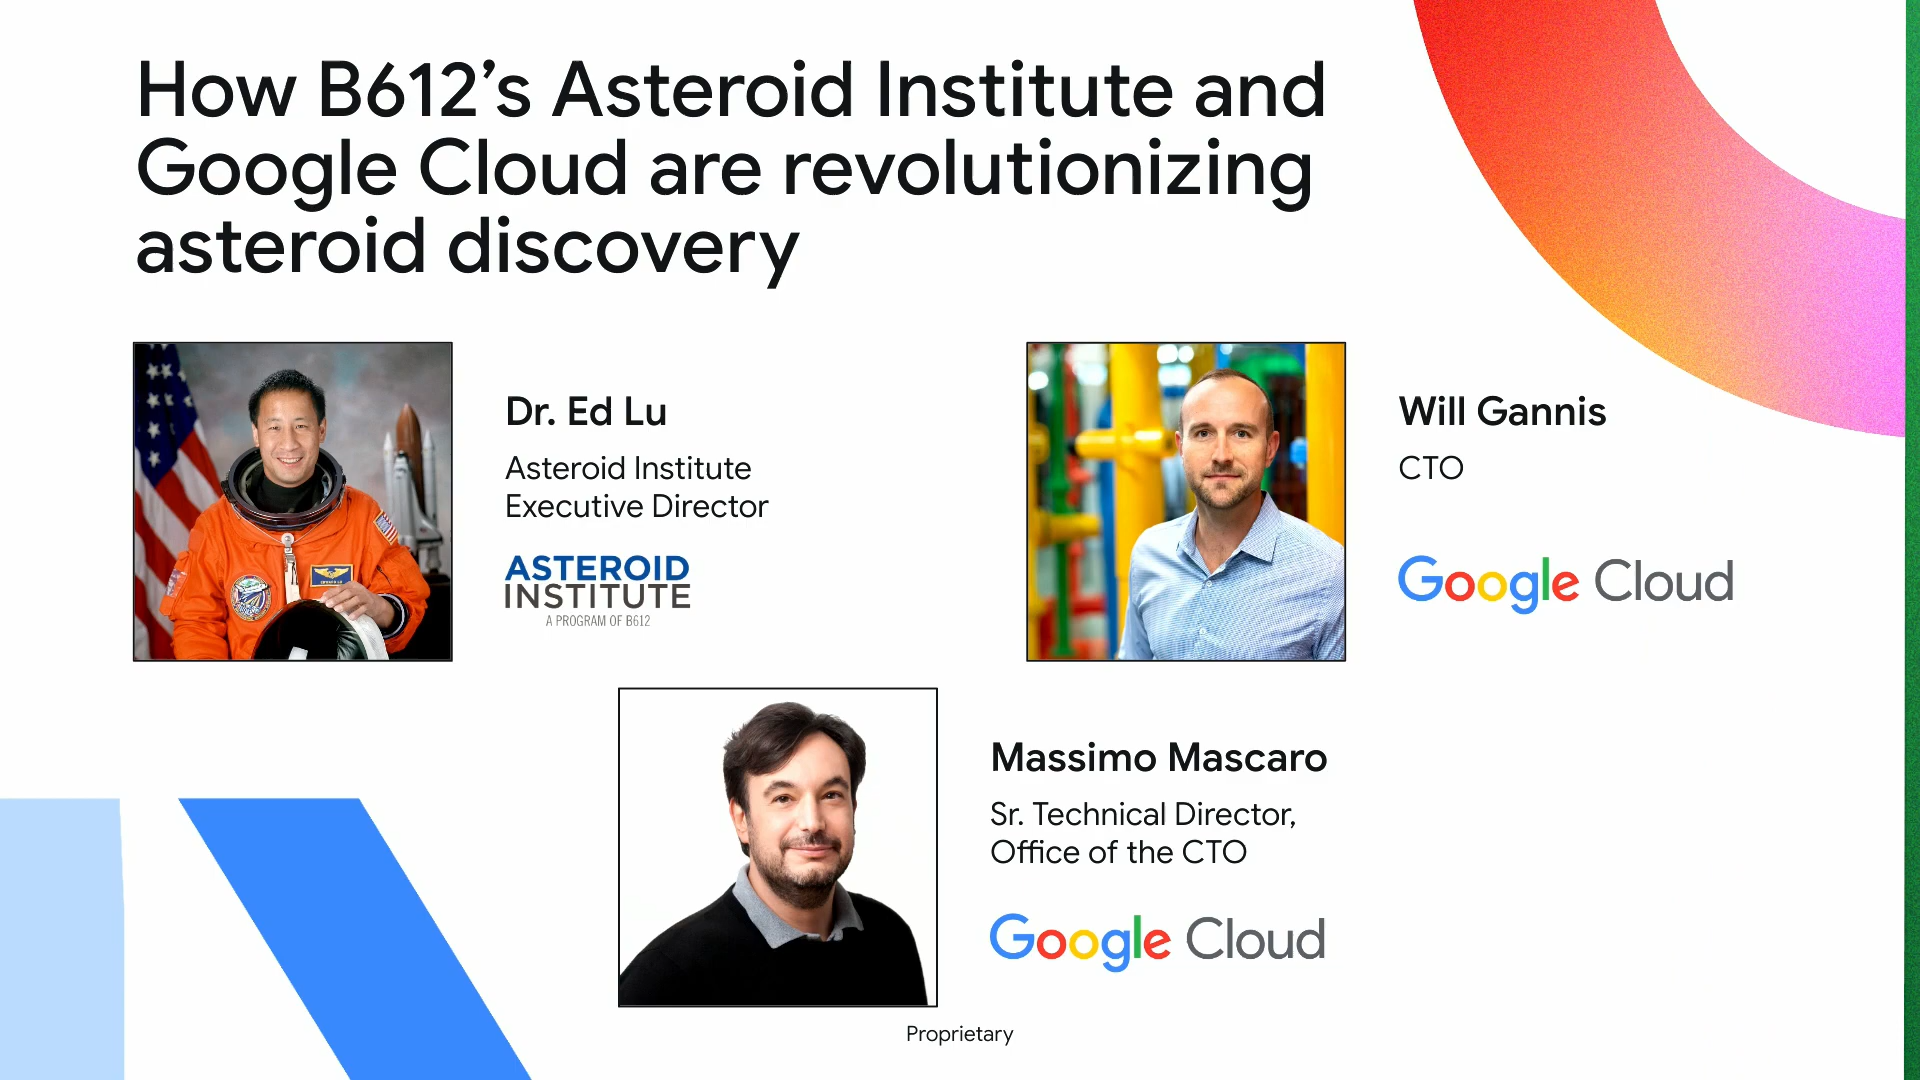 How B612’s Asteroid Institute and
Google Cloud are revolutionizing
asteroid discovery
Dr. Ed Lu
Asteroid Institute
Executive Director
ASTEROID
INSTITUTE
A PROGRAM OF B612
Will Gannis
CTO
Google Cloud
Massimo Mascaro
Sr. Technical Director,
Office of the CTO
Google Cloud
Proprietary